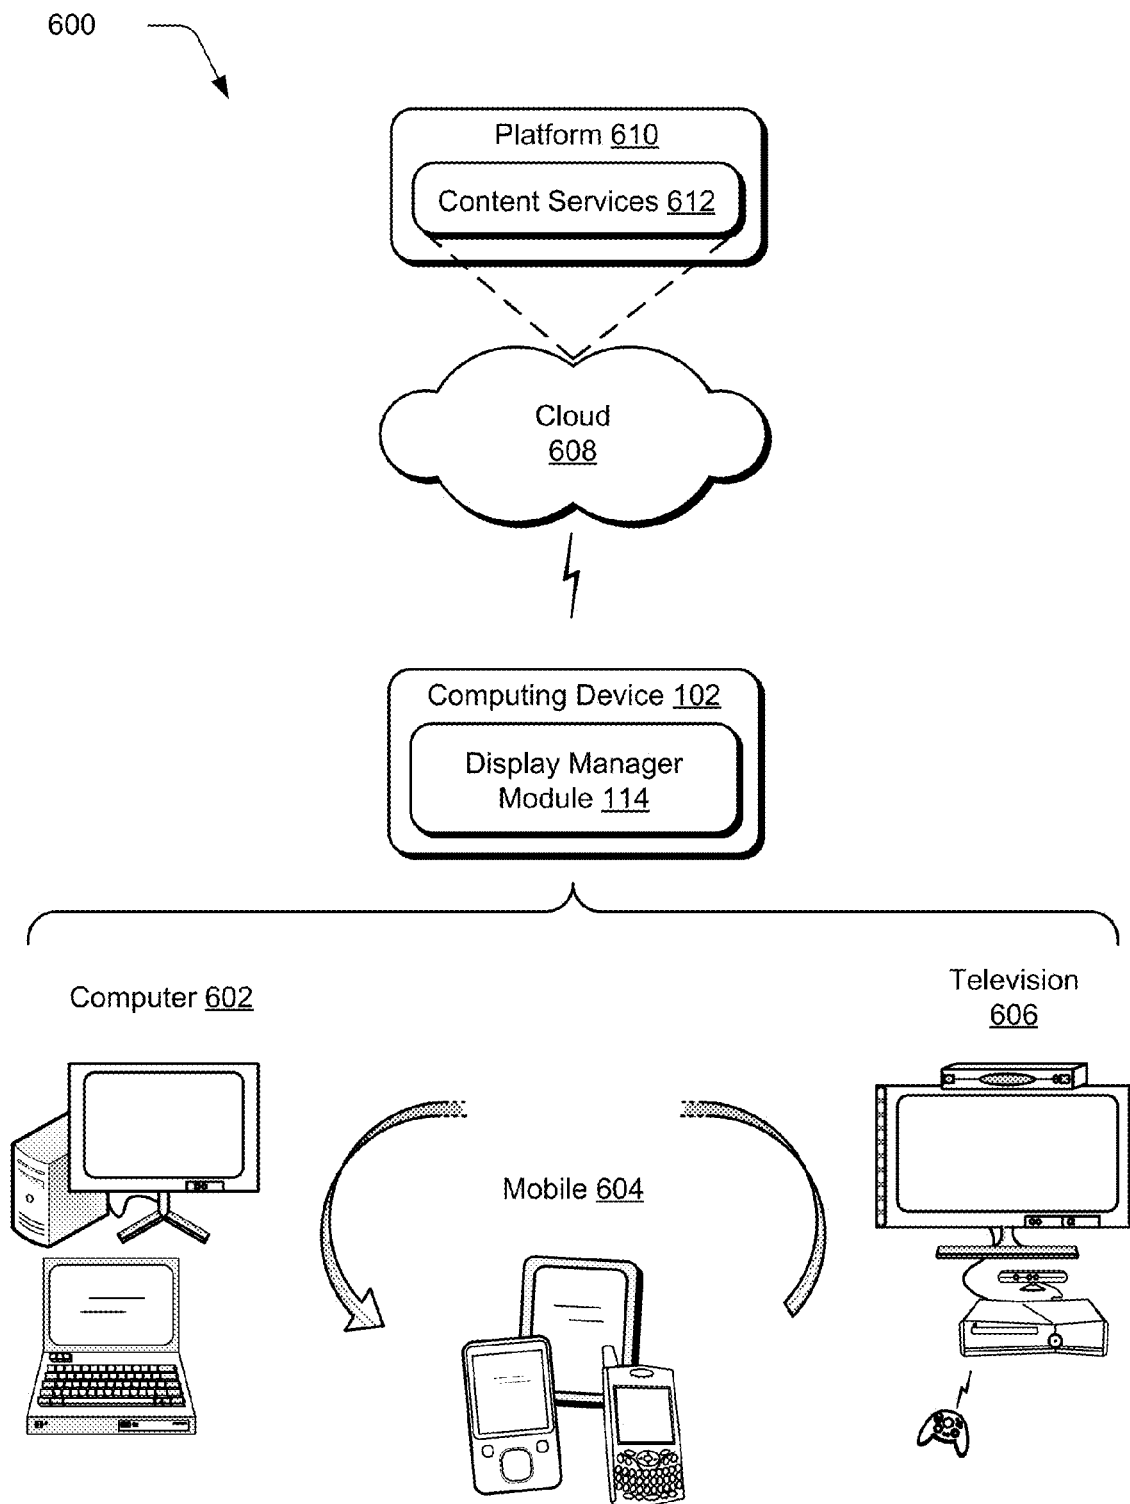 600
Platform 610
Content Services 612
Cloud
608
Computing Device 102
Display Manager
Module 114
Computer 602
Television
606
Mobile 604